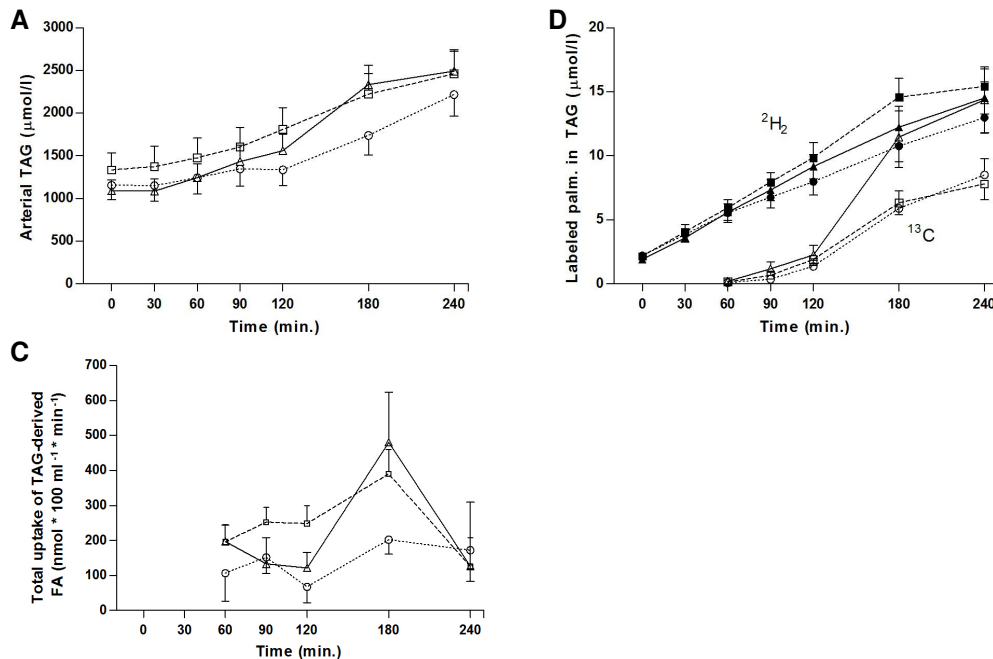 A
3000
2500
2000
1500
1000
500
0
Arterial TAG (μmol/l)
0 30 60 90 120 180 240
Time (min.)
D
20
15
10
5
0
Labeled palm. in TAG (μmol/l)
²H₂
¹³C
0 30 60 90 120 180 240
Time (min.)
C
700
600
500
400
300
200
100
0
Total uptake of TAG-derived
FA (nmol * 100 ml⁻¹ * min⁻¹)
0 30 60 90 120 180 240
Time (min.)